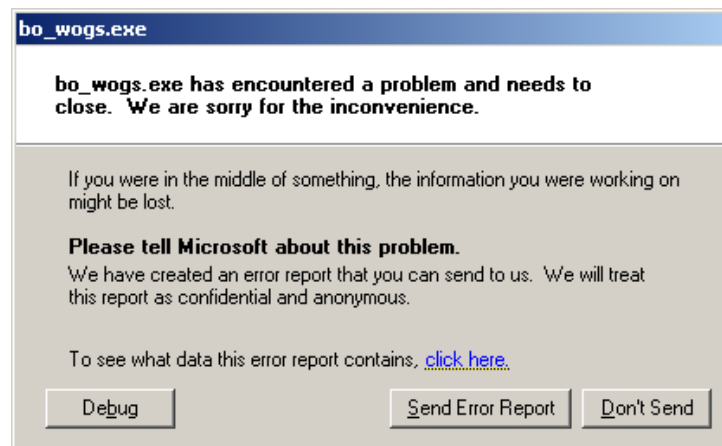 bo_wogs.exe
bo_wogs.exe has encountered a problem and needs to
close.  We are sorry for the inconvenience.
If you were in the middle of something, the information you were working on
might be lost.
Please tell Microsoft about this problem.
We have created an error report that you can send to us.  We will treat
this report as confidential and anonymous.
To see what data this error report contains, click here.
Debug Send Error Report Don't Send